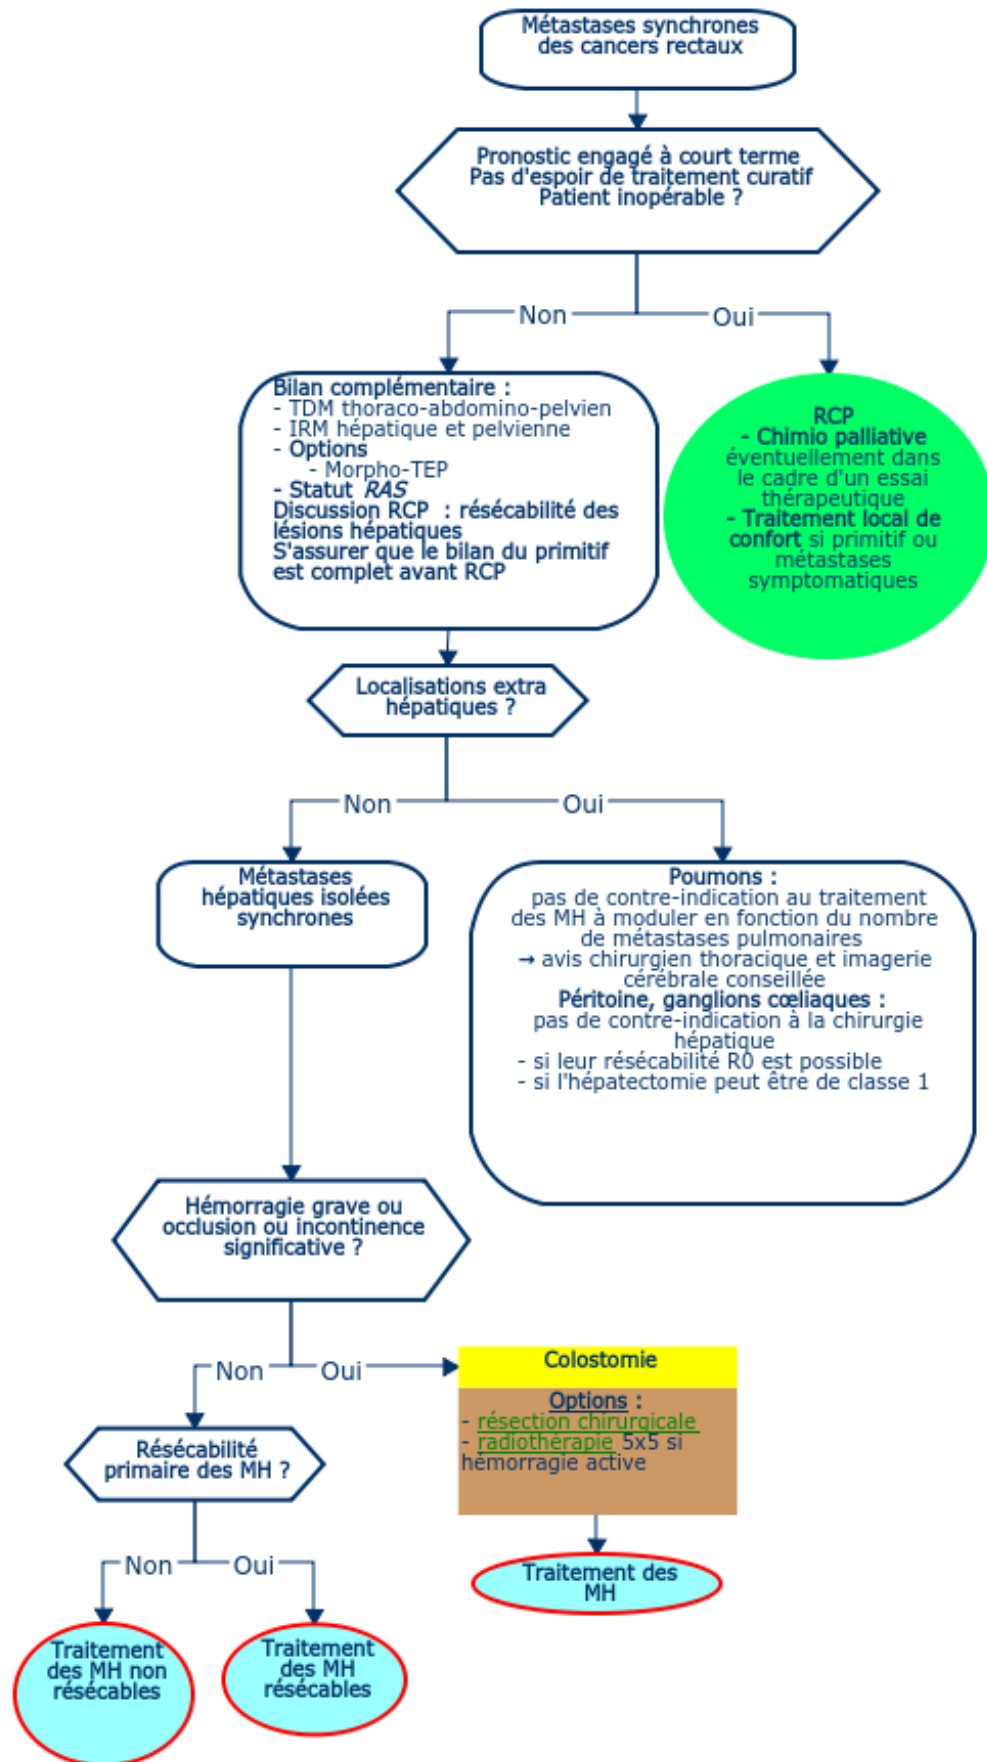 Métastases synchrones
des cancers rectaux
Pronostic engagé à court terme
Pas d'espoir de traitement curatif
Patient inopérable ?
Non
Oui
Bilan complémentaire :
- TDM thoraco-abdomino-pelvien
- IRM hépatique et pelvienne
- Options
- Morpho-TEP
- Statut RAS
Discussion RCP : résécabilité des
lésions hépatiques
S'assurer que le bilan du primitif
est complet avant RCP
RCP
- Chimio palliative
éventuellement dans
le cadre d'un essai
thérapeutique
- Traitement local de
confort si primitif ou
métastases
symptomatiques
Localisations extra
hépatiques ?
Non
Oui
Métastases
hépatiques isolées
synchrones
Poumons :
pas de contre-indication au traitement
des MH à moduler en fonction du nombre
de métastases pulmonaires
→ avis chirurgien thoracique et imagerie
cérébrale conseillée
Péritoine, ganglions cœliaques :
pas de contre-indication à la chirurgie
hépatique
- si leur résécabilité R0 est possible
- si l'hépatectomie peut être de classe 1
Hémorragie grave ou
occlusion ou incontinence
significative ?
Non
Oui
Colostomie
Options :
- résection chirurgicale
- radiothérapie 5x5 si
hémorragie active
Résécabilité
primaire des MH ?
Non
Oui
Traitement des
MH
Traitement
des MH non
résécables
Traitement
des MH
résécables